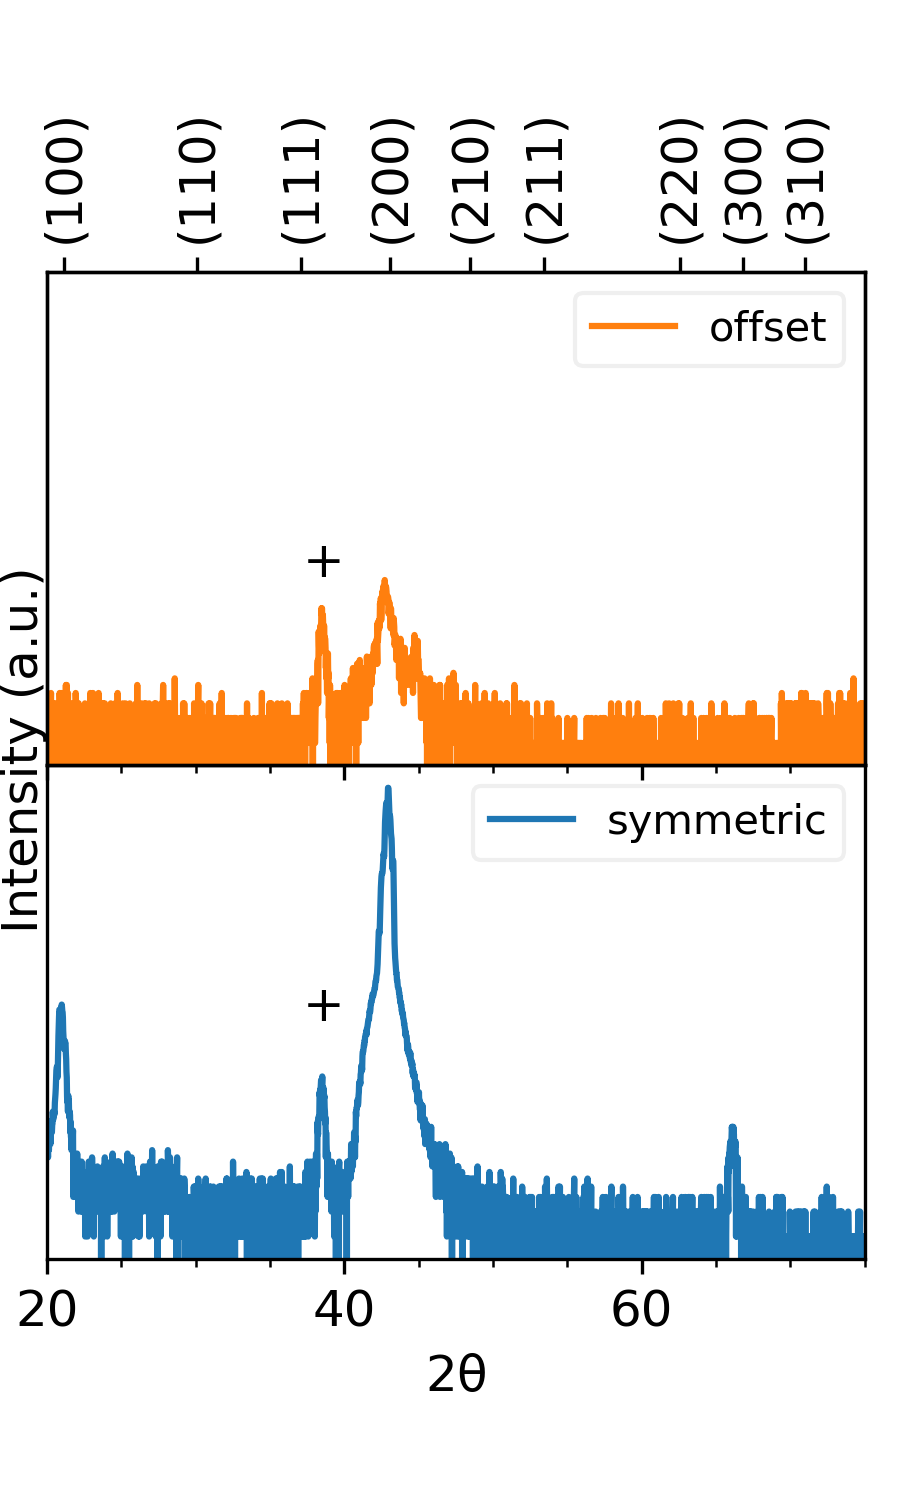 (100) (110) (111) (200) (210) (211) (220) (300) (310)
offset
+
Intensity (a.u.)
symmetric
+
20 40 60
2θ